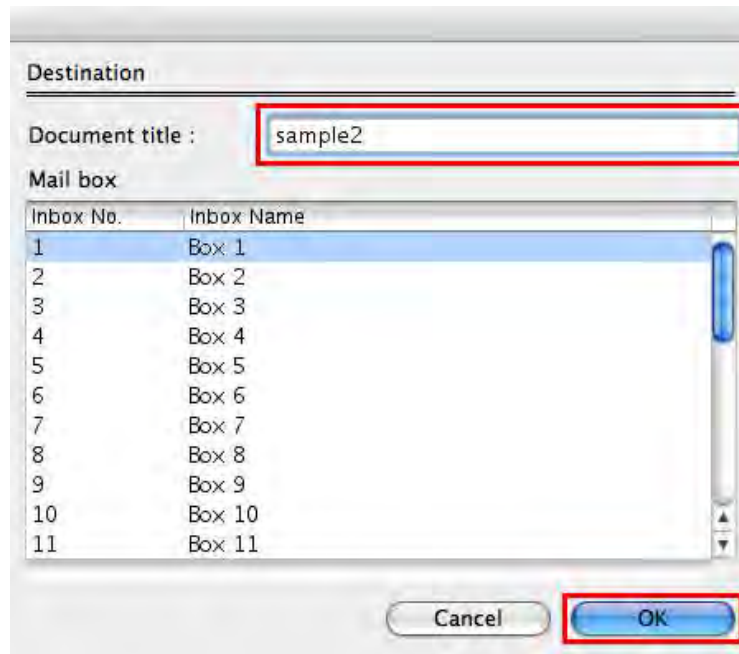 Destination
Document title : sample2
Mail box
Inbox No. Inbox Name
1 Box 1
2 Box 2
3 Box 3
4 Box 4
5 Box 5
6 Box 6
7 Box 7
8 Box 8
9 Box 9
10 Box 10
11 Box 11
Cancel OK